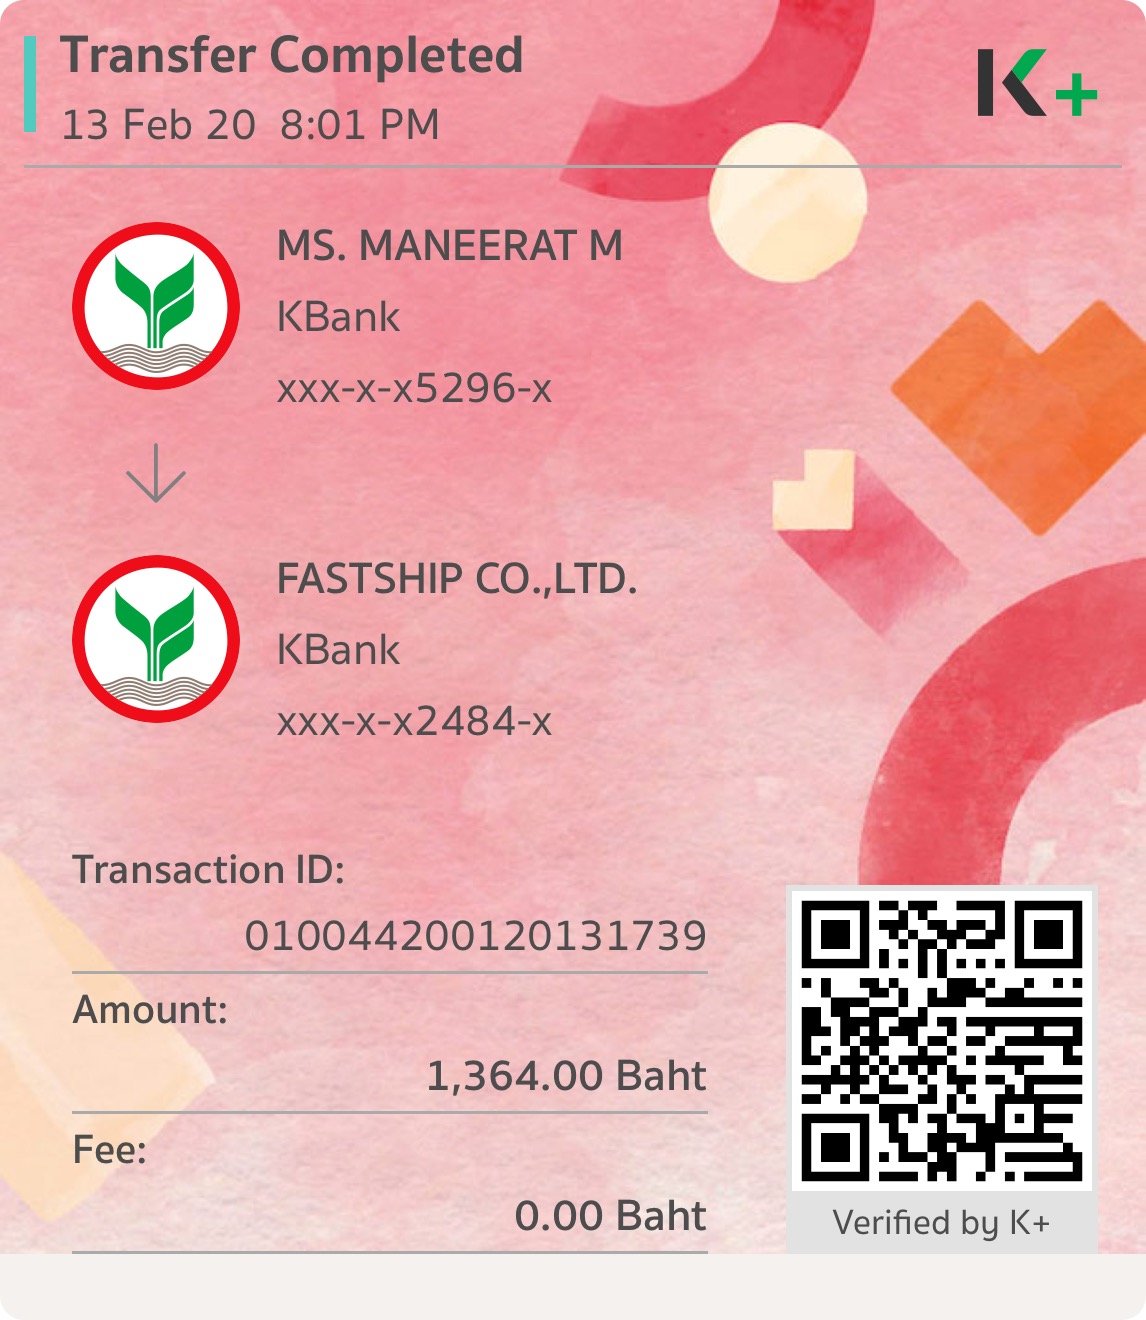 Transfer Completed
13 Feb 20 8:01 PM
K+
MS. MANEERAT M
KBank
xxx-x-x5296-x
FASTSHIP CO.,LTD.
KBank
xxx-x-x2484-x
Transaction ID:
010044200120131739
Amount:
1,364.00 Baht
Fee:
0.00 Baht
Verified by K+